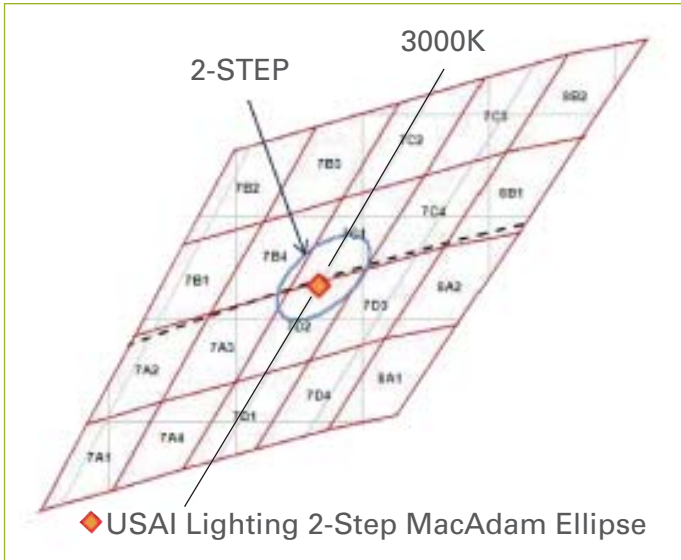 3000K
2-STEP
8B2
7C3
7C2
7B3
7B2
8B1
7C4
7B4
7B1
8A2
7D3
7D2
7A3
7A2
8A1
7D4
7D1
7A4
7A1
USAI Lighting 2-Step MacAdam Ellipse